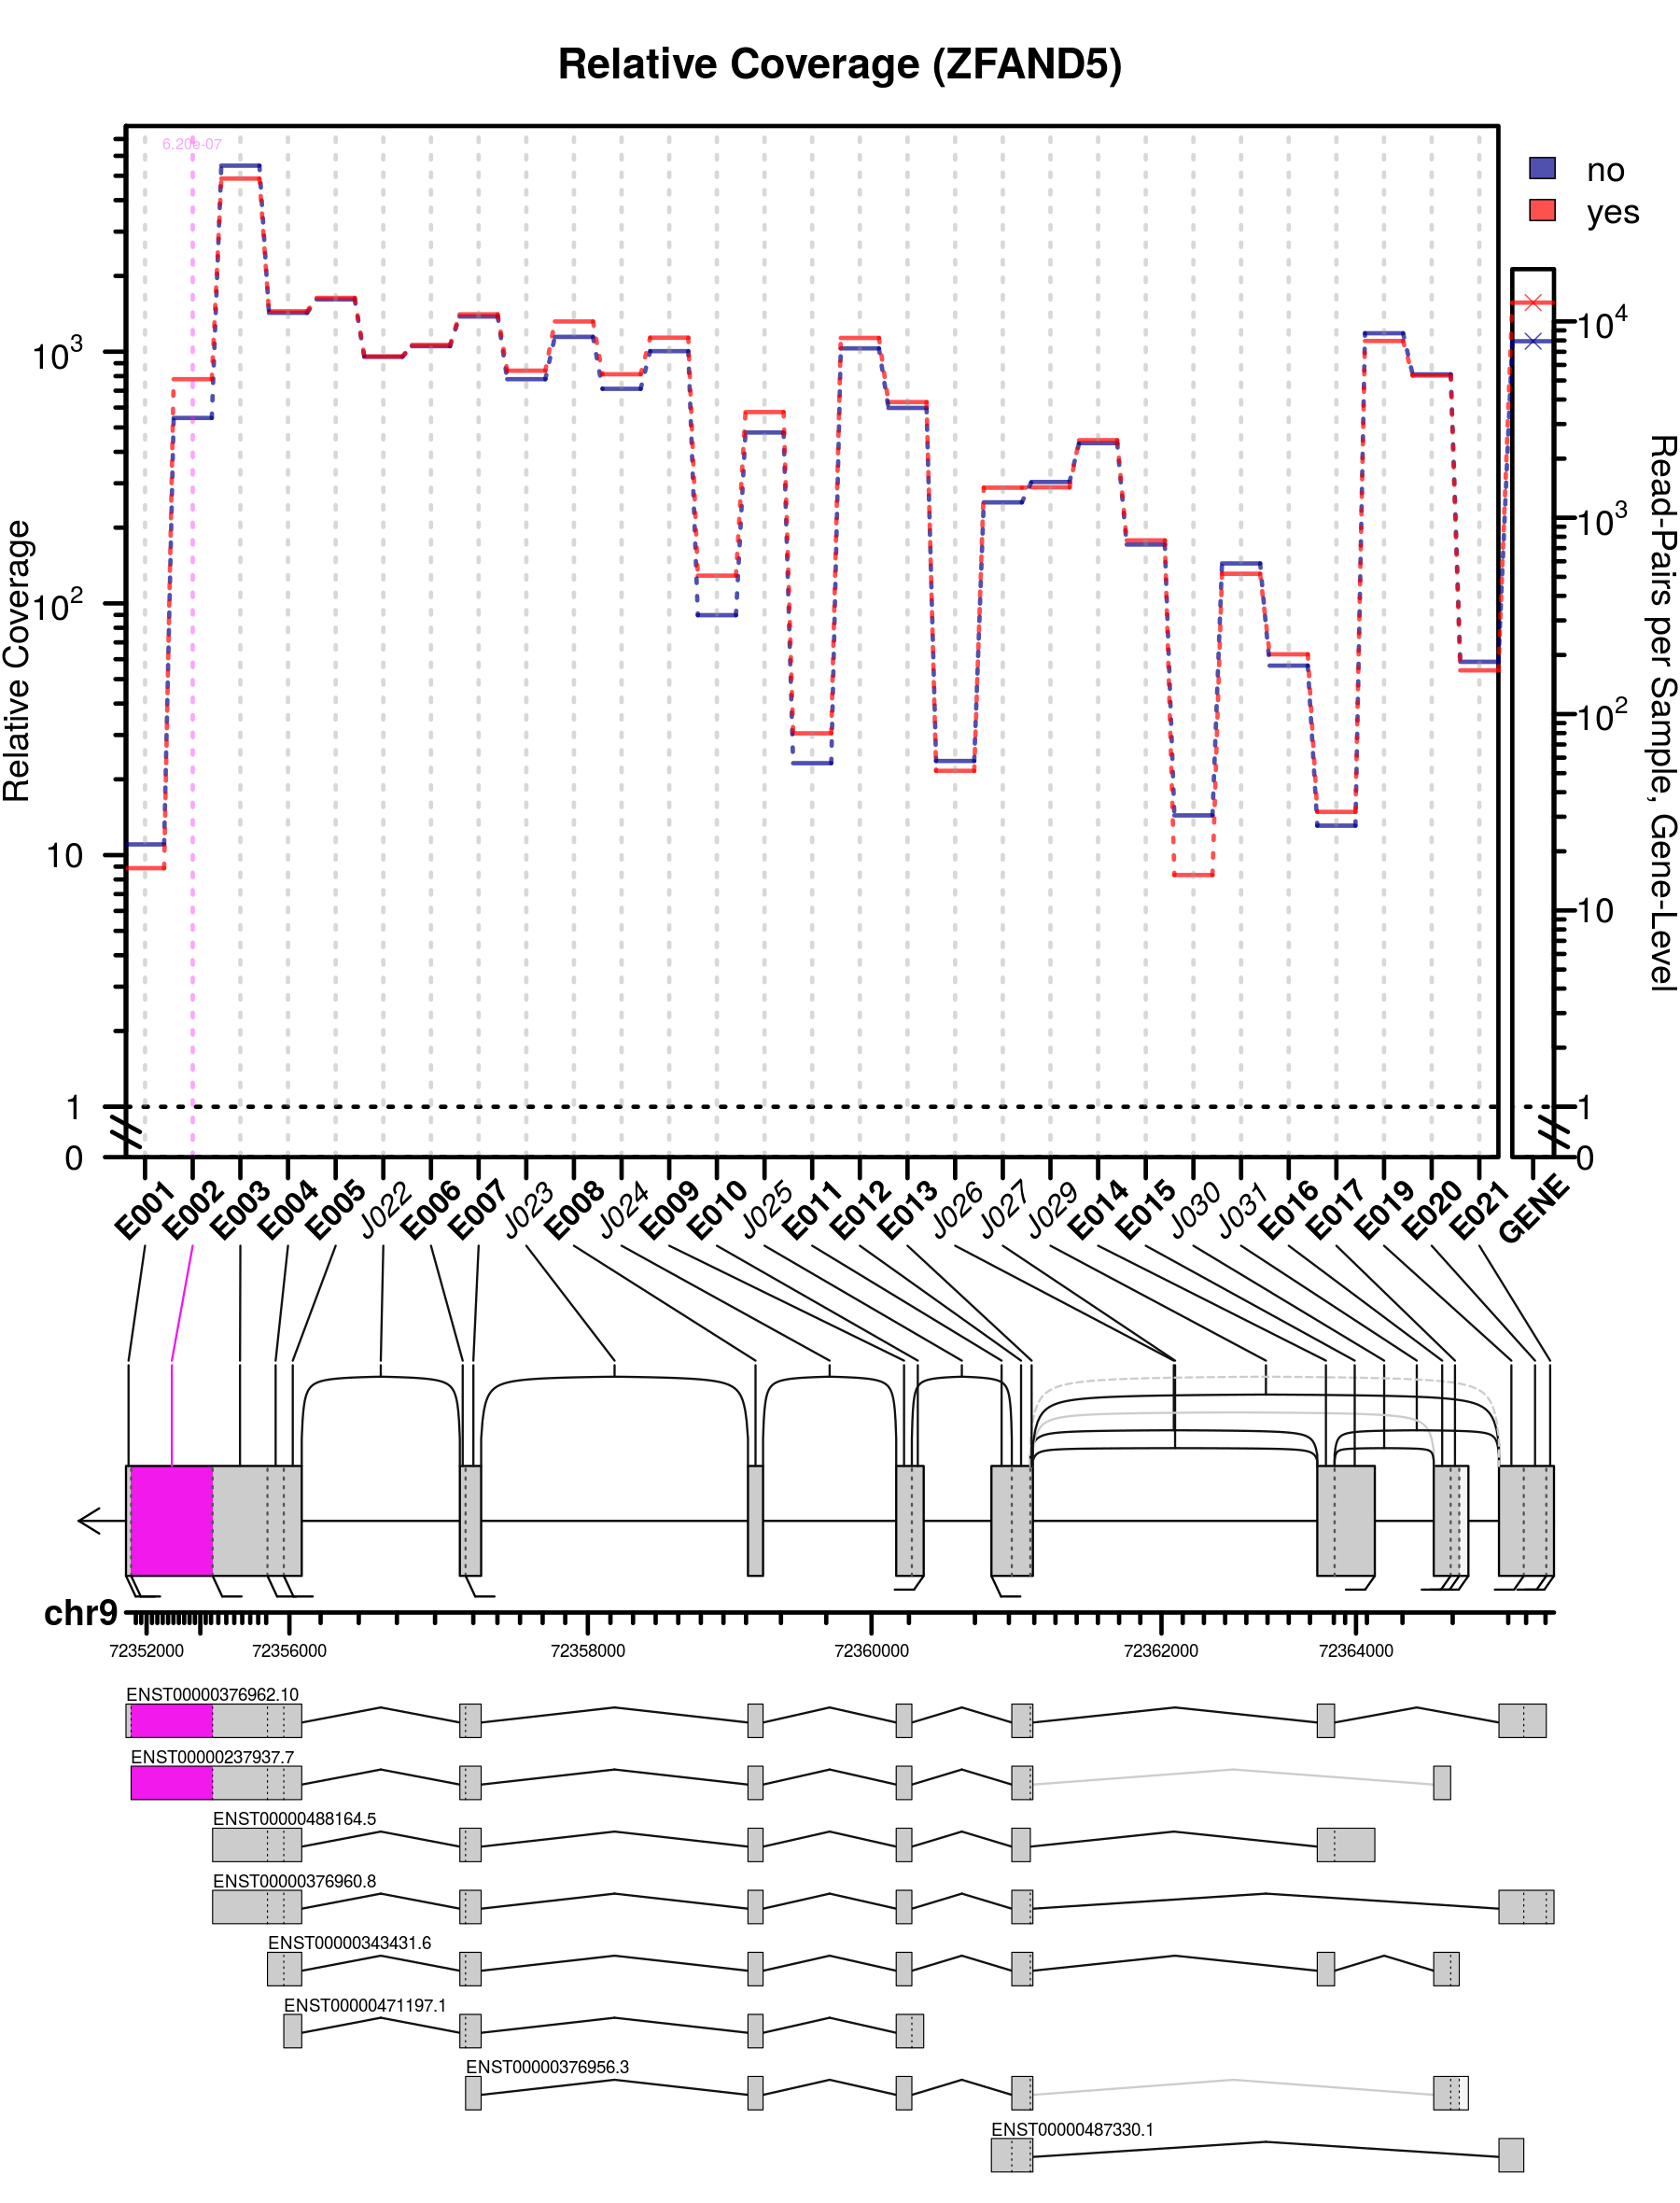 Relative Coverage (ZFAND5)
6.20e-07
no
yes
Relative Coverage
10³
10²
10
1
0
10⁴
10³
10²
10
1
0
Read-Pairs per Sample, Gene-Level
E001 E002 E003 E004 E005 J022 E006 E007 J023 E008 J024 E009 E010 J025 E011 E012 E013 J026 J027 J029 E014 E015 J030 J031 E016 E017 E019 E020 E021 GENE
chr9
72352000 72356000 72358000 72360000 72362000 72364000
ENST00000376962.10
ENST00000237937.7
ENST00000488164.5
ENST00000376960.8
ENST00000343431.6
ENST00000471197.1
ENST00000376956.3
ENST00000487330.1